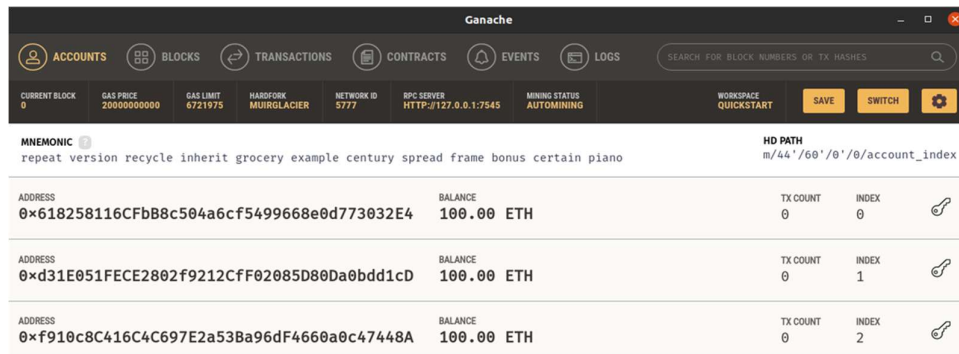 Ganache
ACCOUNTS BLOCKS TRANSACTIONS CONTRACTS EVENTS LOGS SEARCH FOR BLOCK NUMBERS OR TX HASHES
CURRENT BLOCK GAS PRICE GAS LIMIT HARDFORK NETWORK ID RPC SERVER MINING STATUS WORKSPACE
0 20000000000 6721975 MUIRGLACIER 5777 HTTP://127.0.0.1:7545 AUTOMINING QUICKSTART SAVE SWITCH
MNEMONIC ? HD PATH
repeat version recycle inherit grocery example century spread frame bonus certain piano m/44'/60'/0'/0/account_index
ADDRESS BALANCE TX COUNT INDEX
0×618258116CFbB8c504a6cf5499668e0d773032E4 100.00 ETH 0 0
ADDRESS BALANCE TX COUNT INDEX
0×d31E051FECE2802f9212CfF02085D80Da0bdd1cD 100.00 ETH 0 1
ADDRESS BALANCE TX COUNT INDEX
0×f910c8C416C4C697E2a53Ba96dF4660a0c47448A 100.00 ETH 0 2